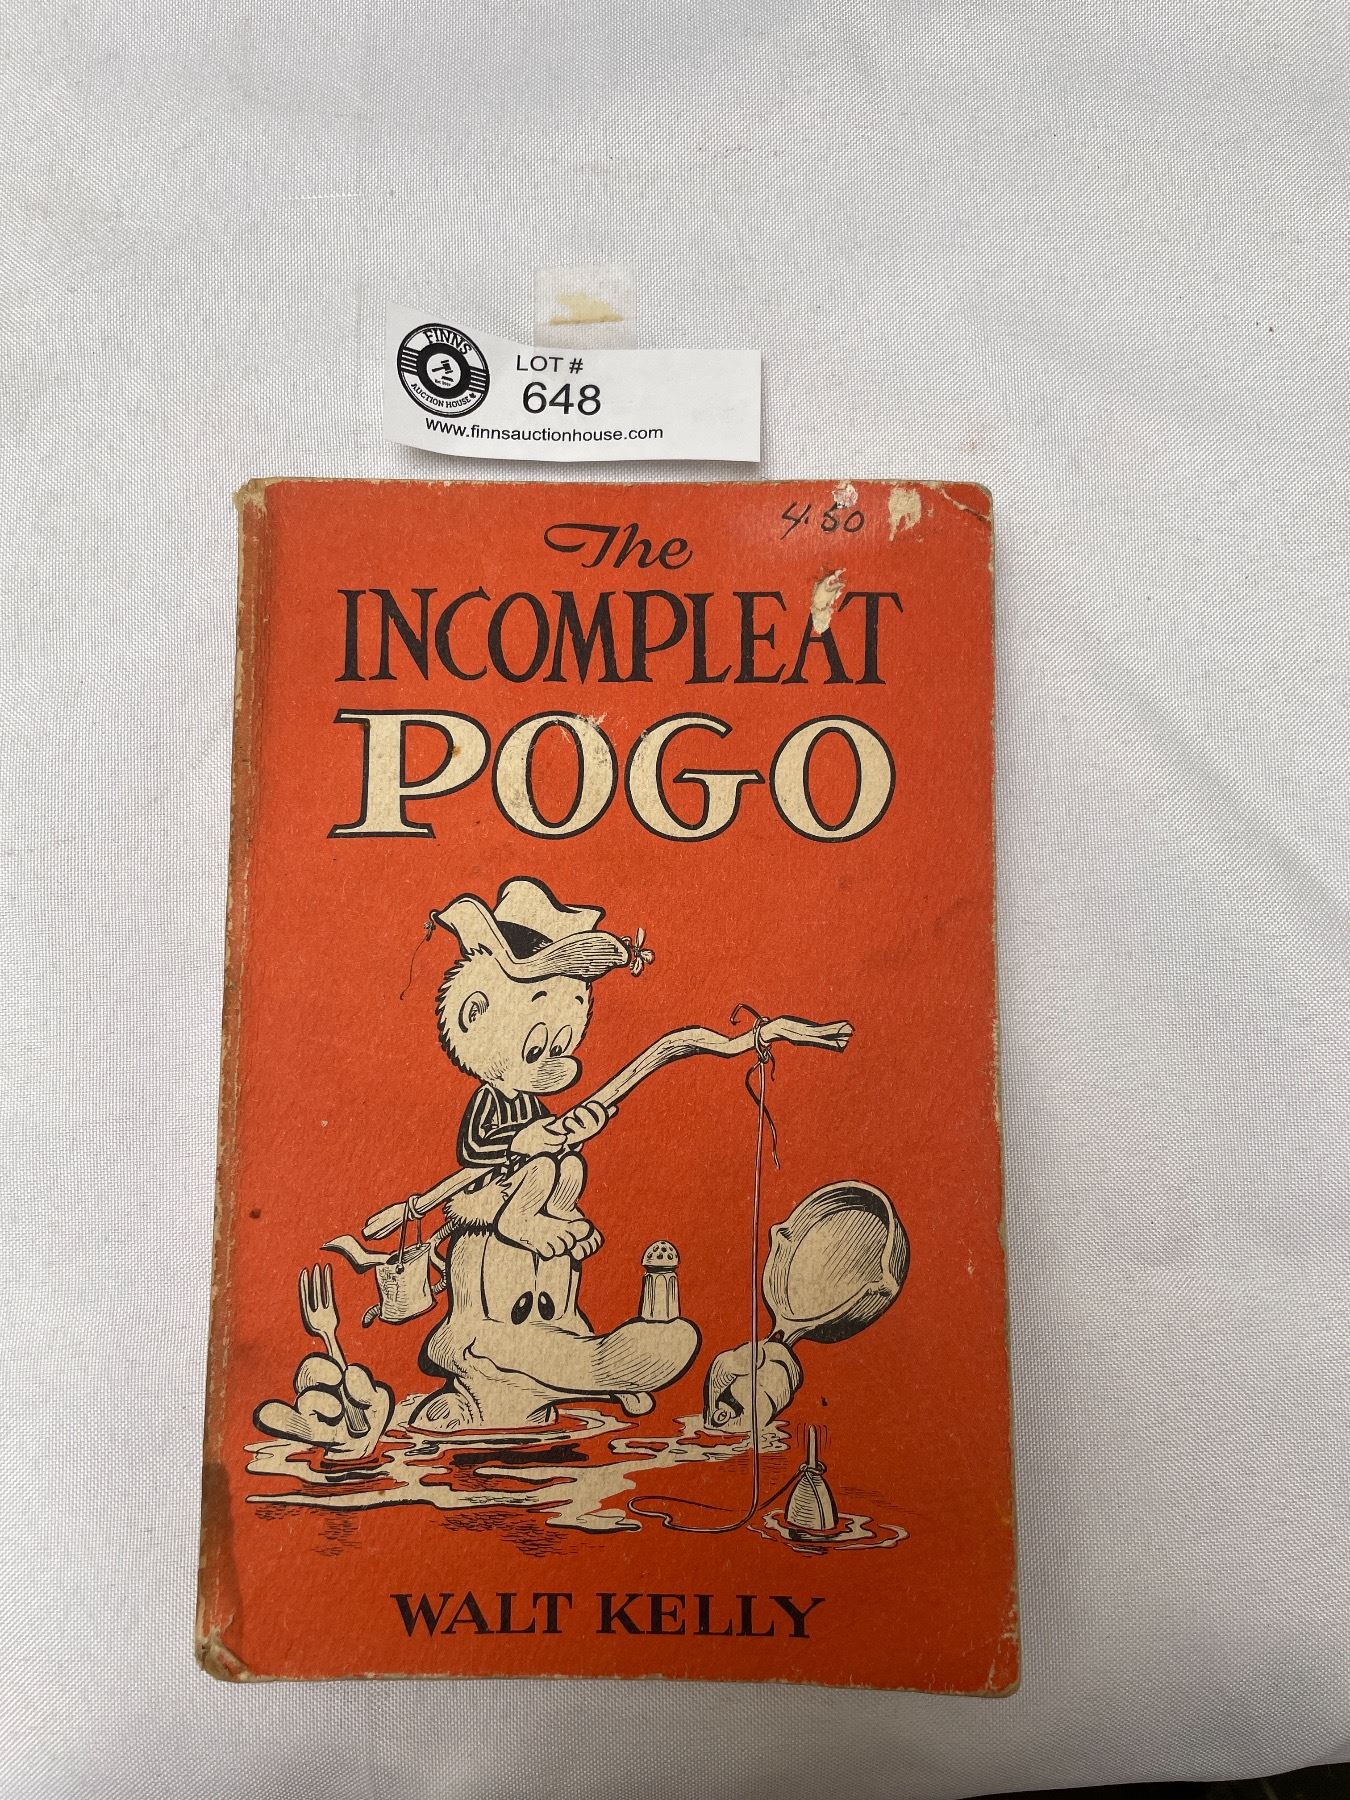 FINNS
AUCTION HOUSE
LOT #
648
www.finnsauctionhouse.com
4.50
The
INCOMPLEAT
POGO
WALT KELLY